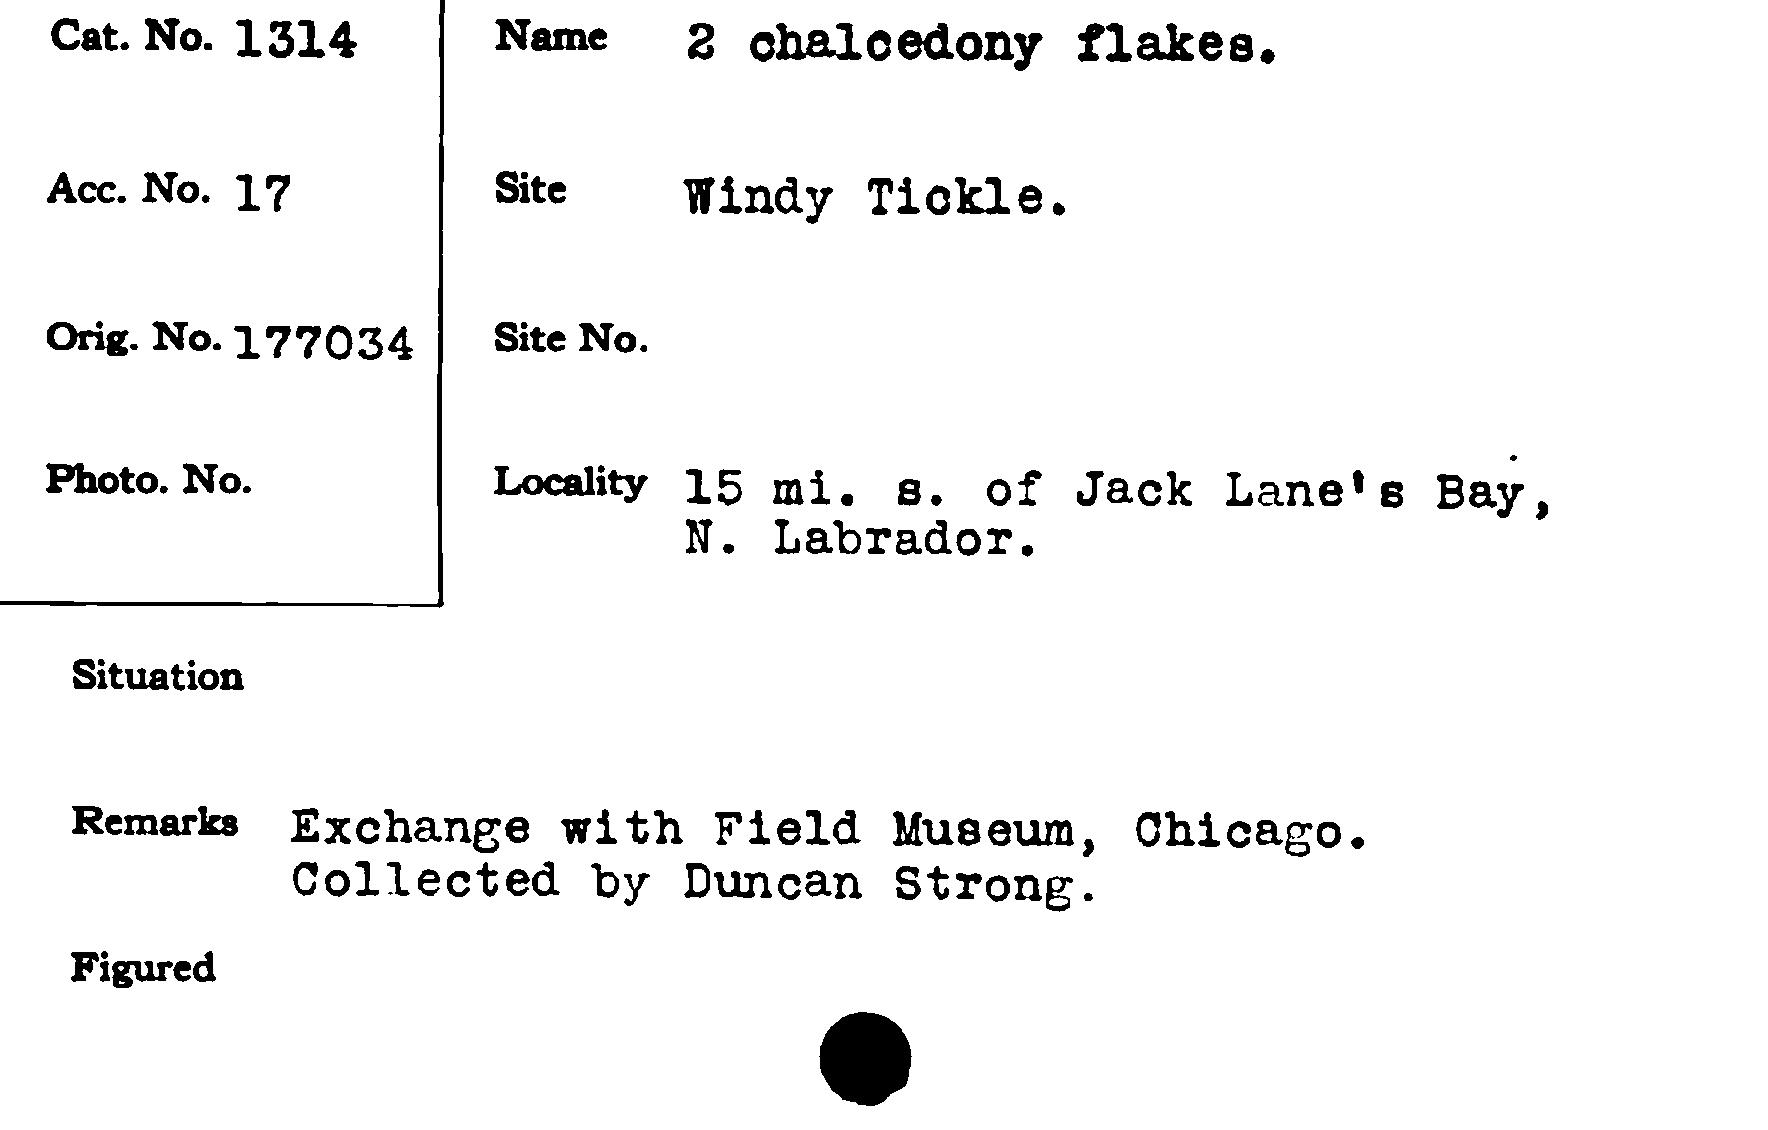 Cat. No. 1314
Acc. No. 17
Orig. No. 177034
Photo. No.
Name 2 chalcedony flakes.
Site Windy Tickle.
Site No.
Locality 15 mi. s. of Jack Lane's Bay,
N. Labrador.
Situation
Remarks Exchange with Field Museum, Chicago.
Collected by Duncan Strong.
Figured